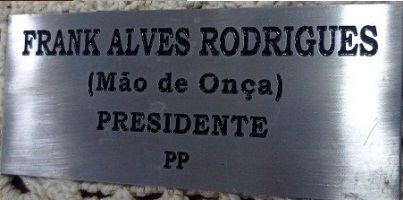 FRANK ALVES RODRIGUES
(Mão de Onça)
PRESIDENTE
PP